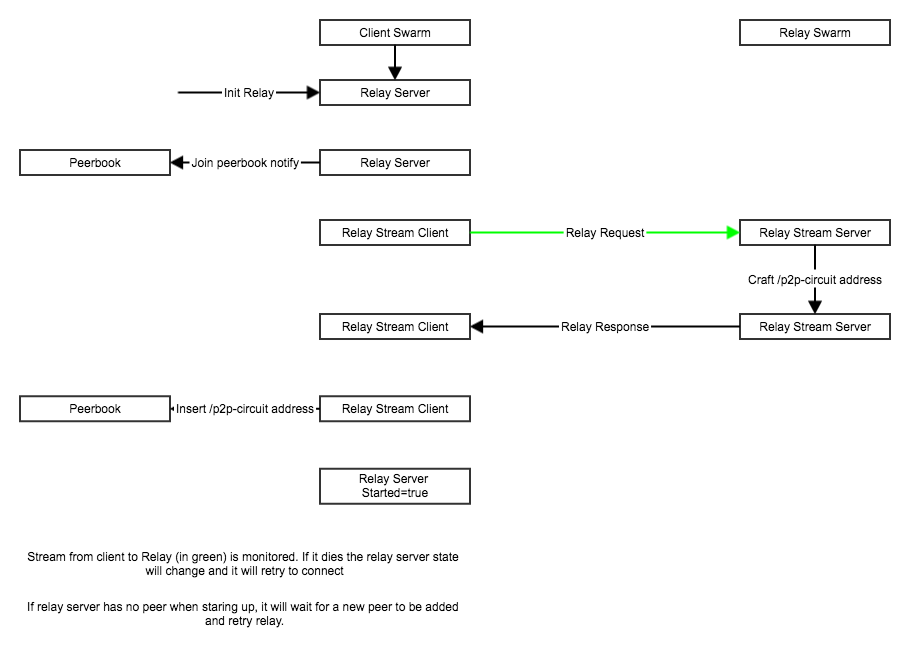 Client Swarm
Relay Swarm
Init Relay
Relay Server
Peerbook
Join peerbook notify
Relay Server
Relay Stream Client
Relay Request
Relay Stream Server
Craft /p2p-circuit address
Relay Stream Client
Relay Response
Relay Stream Server
Peerbook
Insert /p2p-circuit address
Relay Stream Client
Relay Server
Started=true
Stream from client to Relay (in green) is monitored. If it dies the relay server state
will change and it will retry to connect
If relay server has no peer when staring up, it will wait for a new peer to be added
and retry relay.